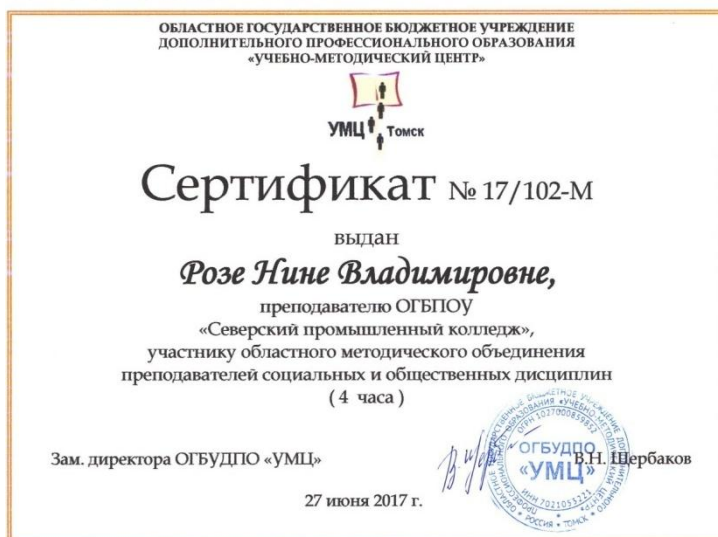 ОБЛАСТНОЕ ГОСУДАРСТВЕННОЕ БЮДЖЕТНОЕ УЧРЕЖДЕНИЕ
ДОПОЛНИТЕЛЬНОГО ПРОФЕССИОНАЛЬНОГО ОБРАЗОВАНИЯ
«УЧЕБНО-МЕТОДИЧЕСКИЙ ЦЕНТР»
УМЦ Томск
Сертификат № 17/102-М
выдан
Розе Нине Владимировне,
преподавателю ОГБПОУ
«Северский промышленный колледж»,
участнику областного методического объединения
преподавателей социальных и общественных дисциплин
( 4 часа )
Зам. директора ОГБУДПО «УМЦ» В.Н. Щербаков
ОГБУДПО
«УМЦ»
РОССИЯ * ТОМСК
27 июня 2017 г.